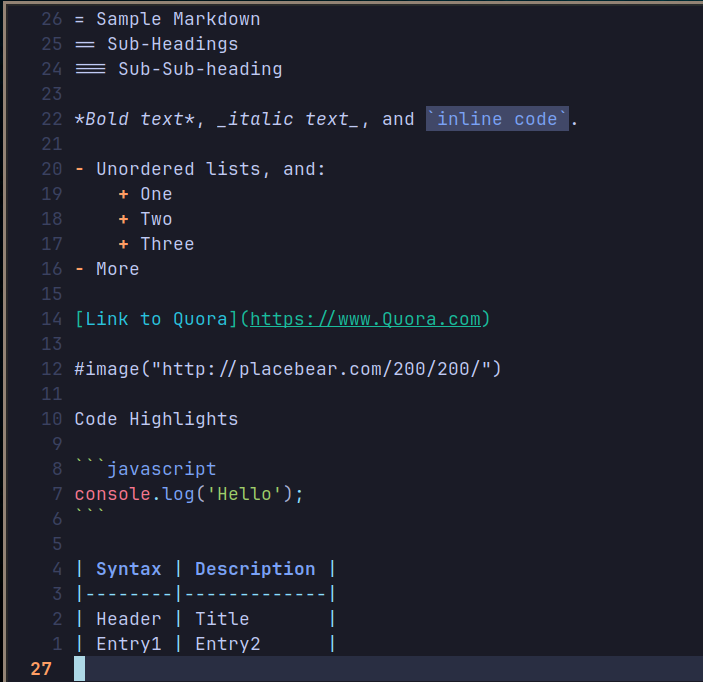 26 = Sample Markdown
25 == Sub-Headings
24 === Sub-Sub-heading
23
22 *Bold text*, _italic text_, and `inline code`.
21
20 - Unordered lists, and:
19     + One
18     + Two
17     + Three
16 - More
15
14 [Link to Quora](https://www.Quora.com)
13
12 #image("http://placebear.com/200/200/")
11
10 Code Highlights
9
8 ```javascript
7 console.log('Hello');
6 ```
5
4 | Syntax | Description |
3 |--------|-------------|
2 | Header | Title       |
1 | Entry1 | Entry2      |
27